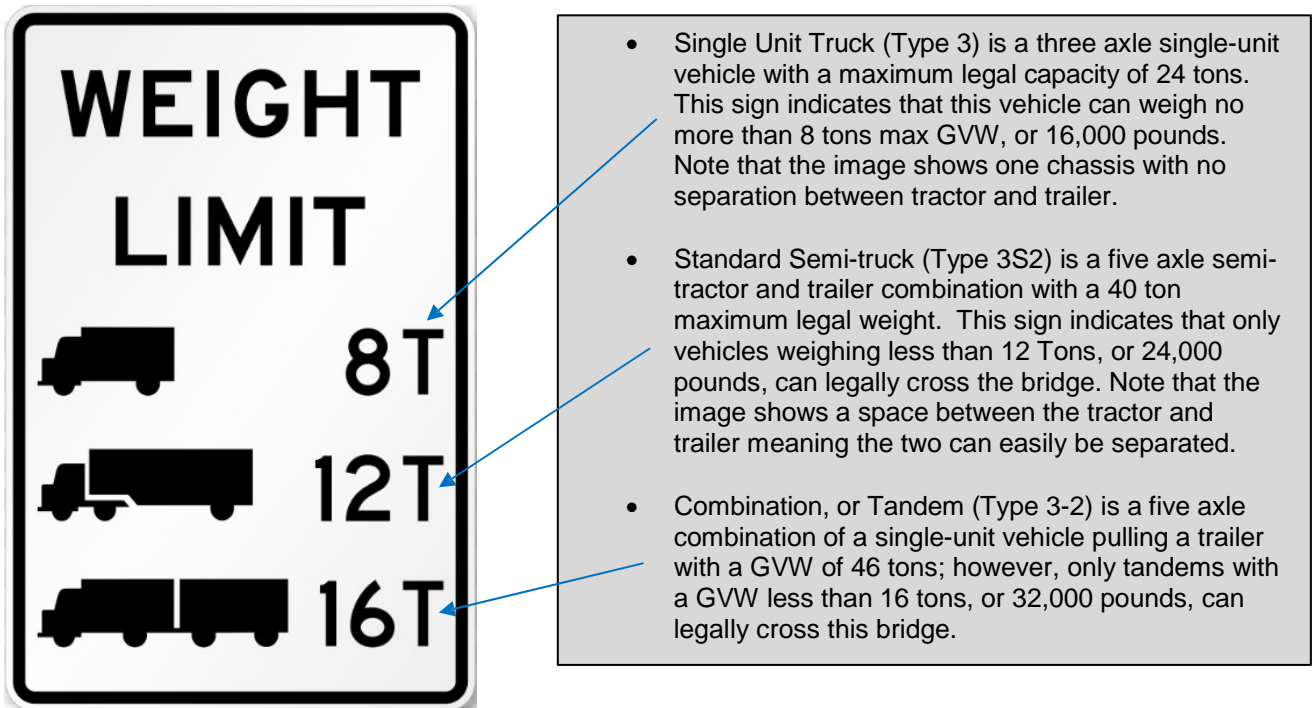 WEIGHT
LIMIT
8T
12T
16T
• Single Unit Truck (Type 3) is a three axle single-unit
vehicle with a maximum legal capacity of 24 tons.
This sign indicates that this vehicle can weigh no
more than 8 tons max GVW, or 16,000 pounds.
Note that the image shows one chassis with no
separation between tractor and trailer.
• Standard Semi-truck (Type 3S2) is a five axle semi-
tractor and trailer combination with a 40 ton
maximum legal weight.  This sign indicates that only
vehicles weighing less than 12 Tons, or 24,000
pounds, can legally cross the bridge. Note that the
image shows a space between the tractor and
trailer meaning the two can easily be separated.
• Combination, or Tandem (Type 3-2) is a five axle
combination of a single-unit vehicle pulling a trailer
with a GVW of 46 tons; however, only tandems with
a GVW less than 16 tons, or 32,000 pounds, can
legally cross this bridge.